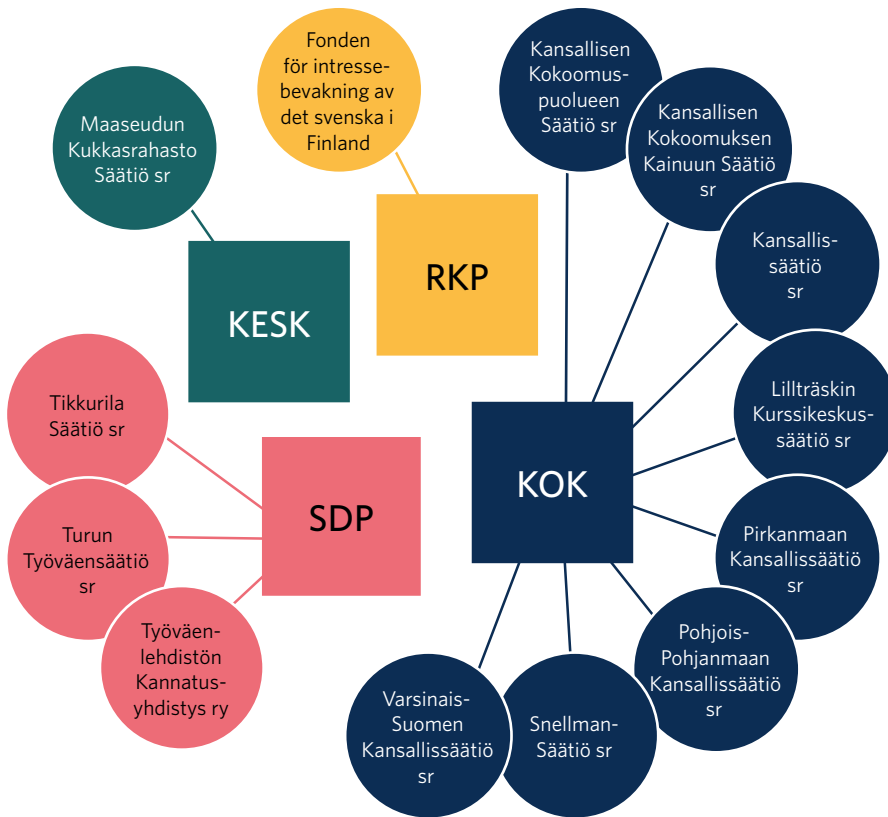 Fonden
för intresse-
bevakning av
det svenska i
Finland
Kansallisen
Kokoomus-
puolueen
Säätiö sr
Kansallisen
Kokoomuksen
Kainuun Säätiö
sr
Maaseudun
Kukkasrahasto
Säätiö sr
Kansallis-
säätiö
sr
RKP
KESK
Tikkurila
Säätiö sr
Lillträskin
Kurssikeskus-
säätiö sr
KOK
SDP
Turun
Työväensäätiö
sr
Pirkanmaan
Kansallissäätiö
sr
Työväen-
lehdistön
Kannatus-
yhdistys ry
Pohjois-
Pohjanmaan
Kansallissäätiö
sr
Varsinais-
Suomen
Kansallissäätiö
sr
Snellman-
Säätiö sr